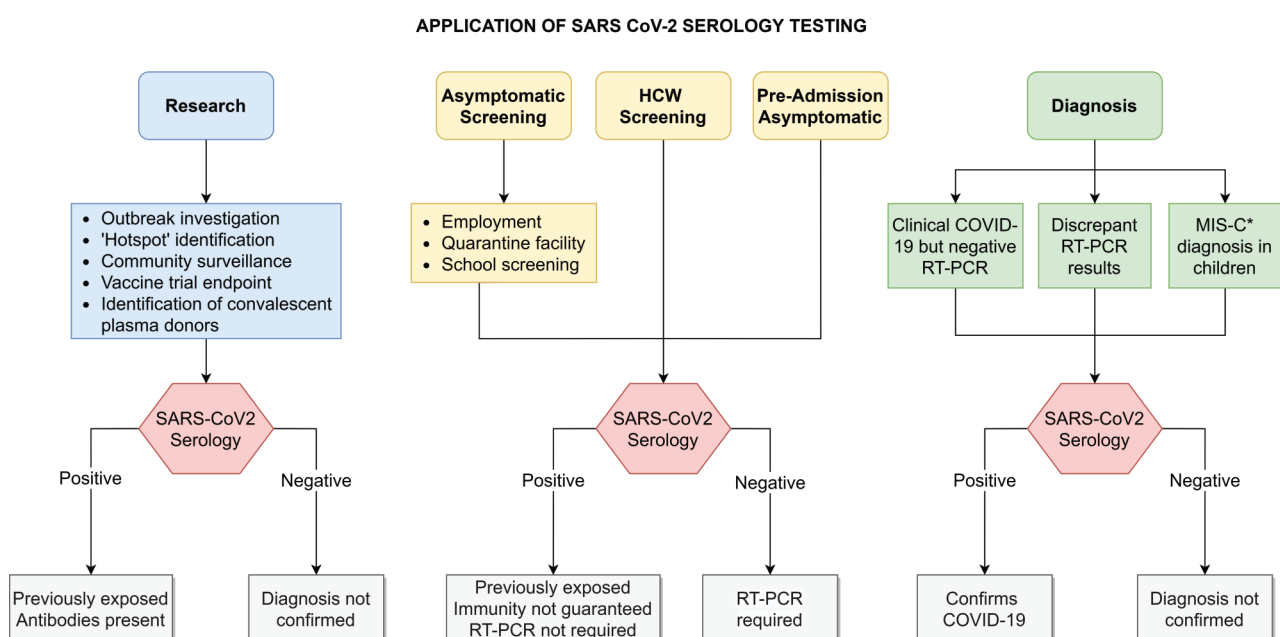 APPLICATION OF SARS CoV-2 SEROLOGY TESTING
Research
Asymptomatic
Screening
HCW
Screening
Pre-Admission
Asymptomatic
Diagnosis
• Outbreak investigation
• 'Hotspot' identification
• Community surveillance
• Vaccine trial endpoint
• Identification of convalescent
plasma donors
• Employment
• Quarantine facility
• School screening
Clinical COVID-
19 but negative
RT-PCR
Discrepant
RT-PCR
results
MIS-C*
diagnosis in
children
SARS-CoV2
Serology
SARS-CoV2
Serology
SARS-CoV2
Serology
Positive
Negative
Positive
Negative
Positive
Negative
Previously exposed
Antibodies present
Diagnosis not
confirmed
Previously exposed
Immunity not guaranteed
RT-PCR not required
RT-PCR
required
Confirms
COVID-19
Diagnosis not
confirmed